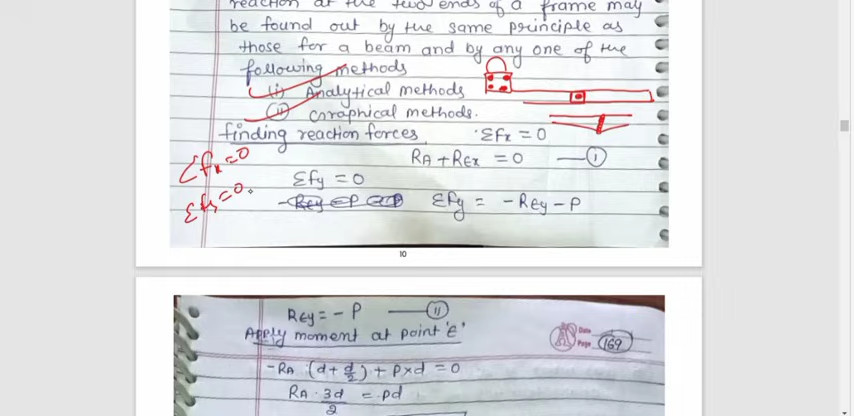 reaction at the two ends of a frame may
be found out by the same principle as
those for a beam and by any one of the
following methods
(i) Analytical methods
(ii) Graphical methods.
finding reaction forces. Σfx = 0
RA + REx = 0 —(I)
Σfx = 0
Σfy = 0
Σfy = 0.
Σfy = -REy - P
10
REy = - P —(II)
Apply moment at point 'E'
Date
Page 169
-RA (d + d/2) + P×d = 0
RA · 3d/2 = Pd